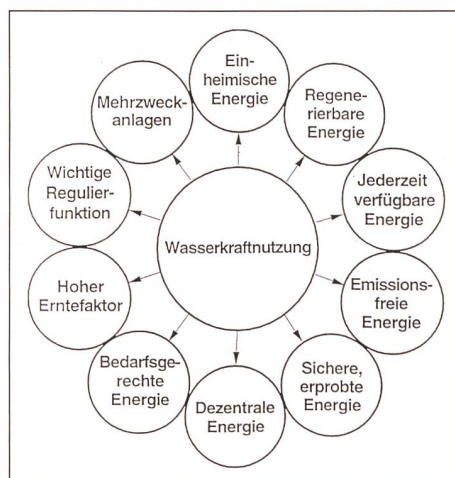 Ein-
heimische
Energie
Regene-
rierbare
Energie
Jederzeit
verfügbare
Energie
Emissions-
freie
Energie
Sichere,
erprobte
Energie
Dezentrale
Energie
Bedarfsge-
rechte
Energie
Hoher
Erntefaktor
Wichtige
Regulier-
funktion
Mehrzweck-
anlagen
Wasserkraftnutzung